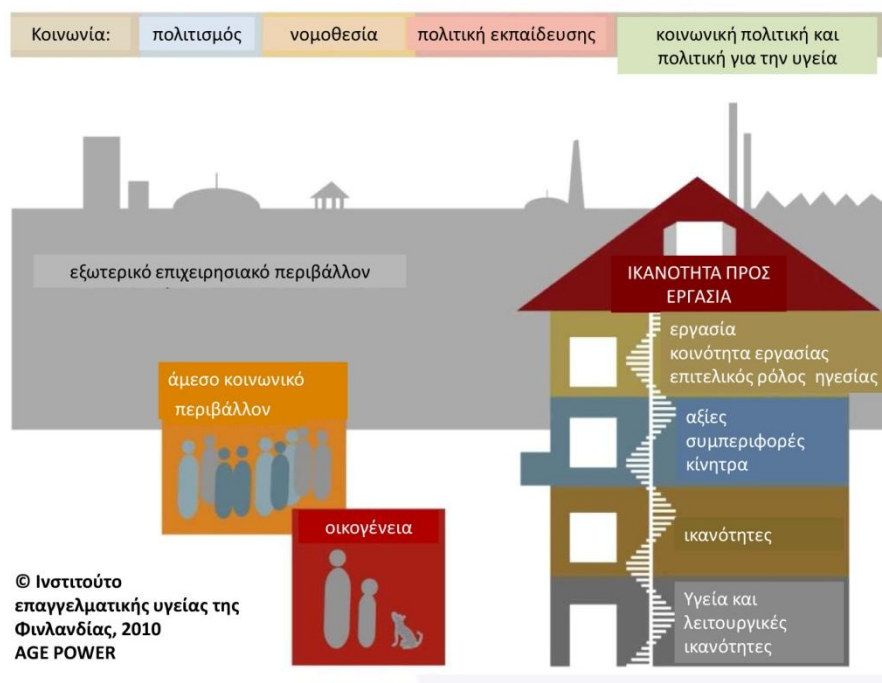 Κοινωνία:
πολιτισμός
νομοθεσία
πολιτική εκπαίδευσης
κοινωνική πολιτική και
πολιτική για την υγεία
εξωτερικό επιχειρησιακό περιβάλλον
ΙΚΑΝΟΤΗΤΑ ΠΡΟΣ
ΕΡΓΑΣΙΑ
εργασία
κοινότητα εργασίας
επιτελικός ρόλος ηγεσίας
άμεσο κοινωνικό
περιβάλλον
αξίες
συμπεριφορές
κίνητρα
οικογένεια
ικανότητες
Υγεία και
λειτουργικές
ικανότητες
© Ινστιτούτο
επαγγελματικής υγείας της
Φινλανδίας, 2010
AGE POWER